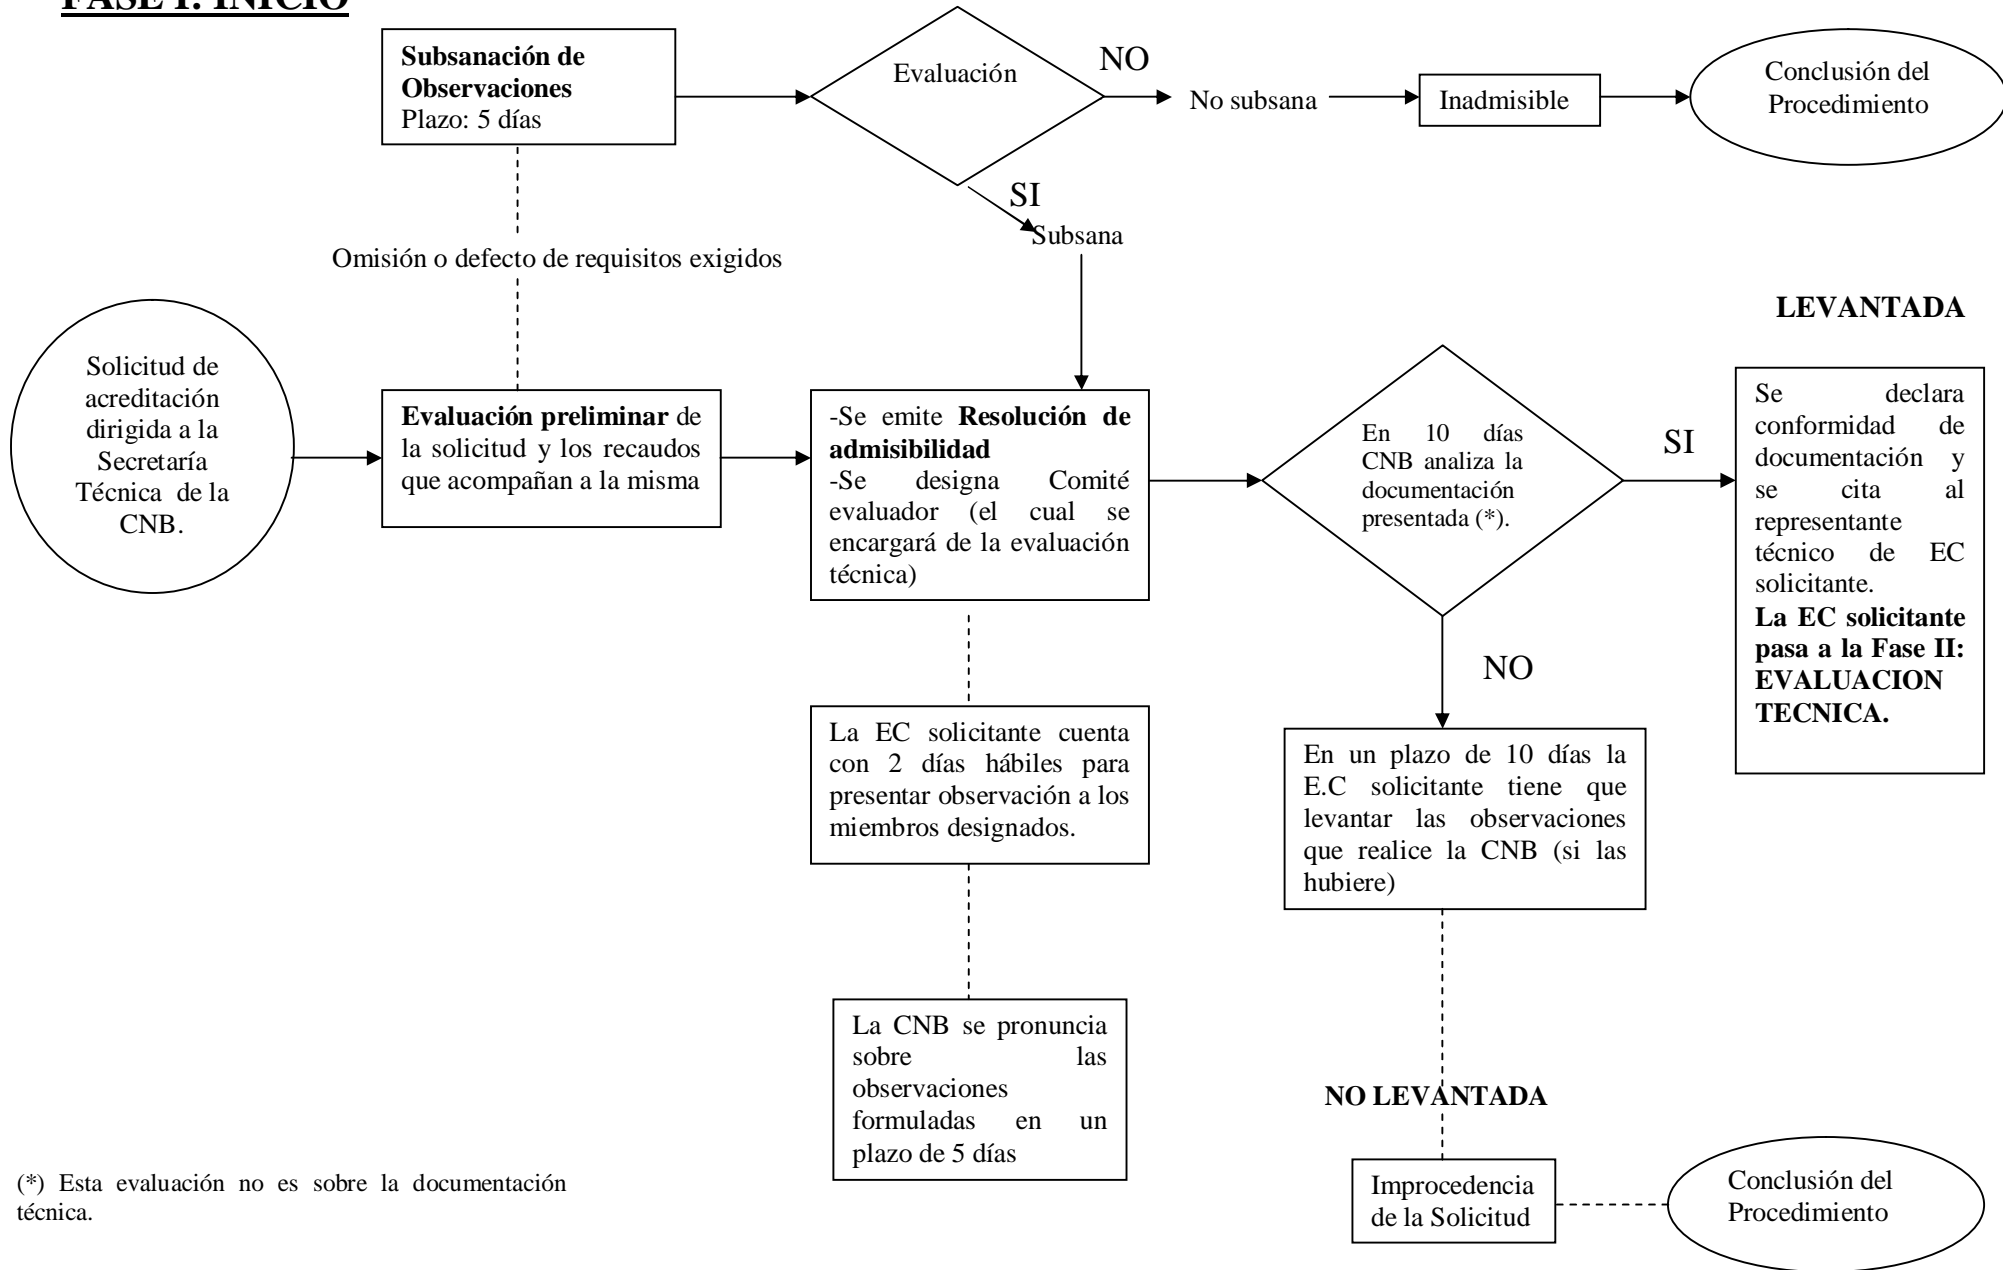 FASE I: INICIO
Subsanación de
Observaciones
Plazo: 5 días
Evaluación
NO
No subsana
Inadmisible
Conclusión del
Procedimiento
SI
Subsana
Omisión o defecto de requisitos exigidos
Solicitud de
acreditación
dirigida a la
Secretaría
Técnica de la
CNB.
Evaluación preliminar de
la solicitud y los recaudos
que acompañan a la misma
-Se emite Resolución de
admisibilidad
-Se designa Comité
evaluador (el cual se
encargará de la evaluación
técnica)
En 10 días
CNB analiza la
documentación
presentada (*).
SI
LEVANTADA
Se declara
conformidad de
documentación y
se cita al
representante
técnico de EC
solicitante.
La EC solicitante
pasa a la Fase II:
EVALUACION
TECNICA.
NO
La EC solicitante cuenta
con 2 días hábiles para
presentar observación a los
miembros designados.
En un plazo de 10 días la
E.C solicitante tiene que
levantar las observaciones
que realice la CNB (si las
hubiere)
La CNB se pronuncia
sobre las
observaciones
formuladas en un
plazo de 5 días
NO LEVANTADA
Improcedencia
de la Solicitud
Conclusión del
Procedimiento
(*) Esta evaluación no es sobre la documentación
técnica.